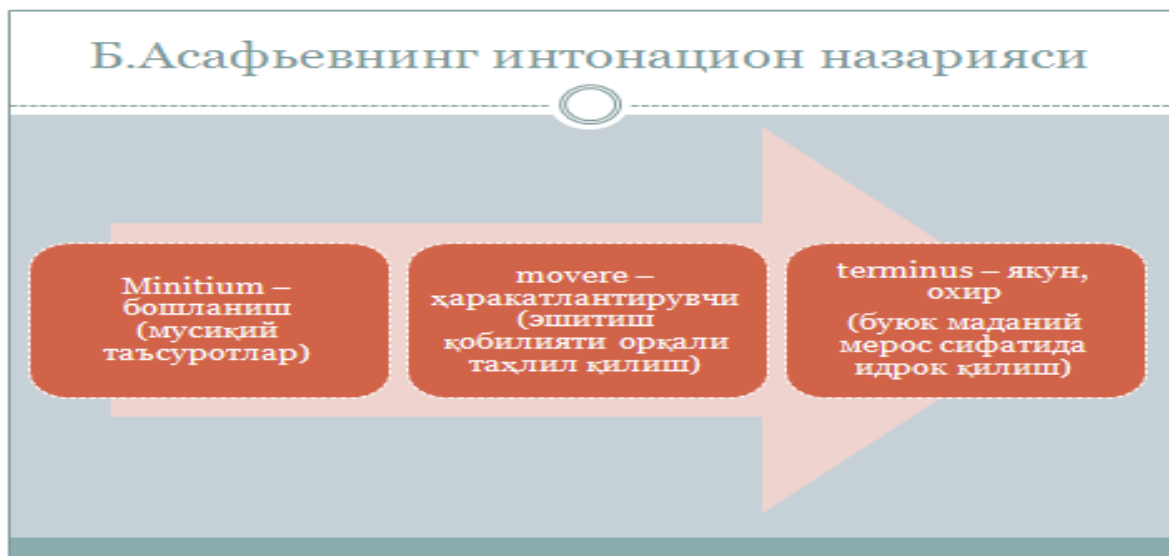 Б.Асафьевнинг интонацион назарияси
Minitium –
бошланиш
(мусиқий
таъсуротлар)
movere –
ҳаракатлантирувчи
(эшитиш
қобилияти орқали
таҳлил қилиш)
terminus – якун,
охир
(буюк маданий
мерос сифатида
идрок қилиш)